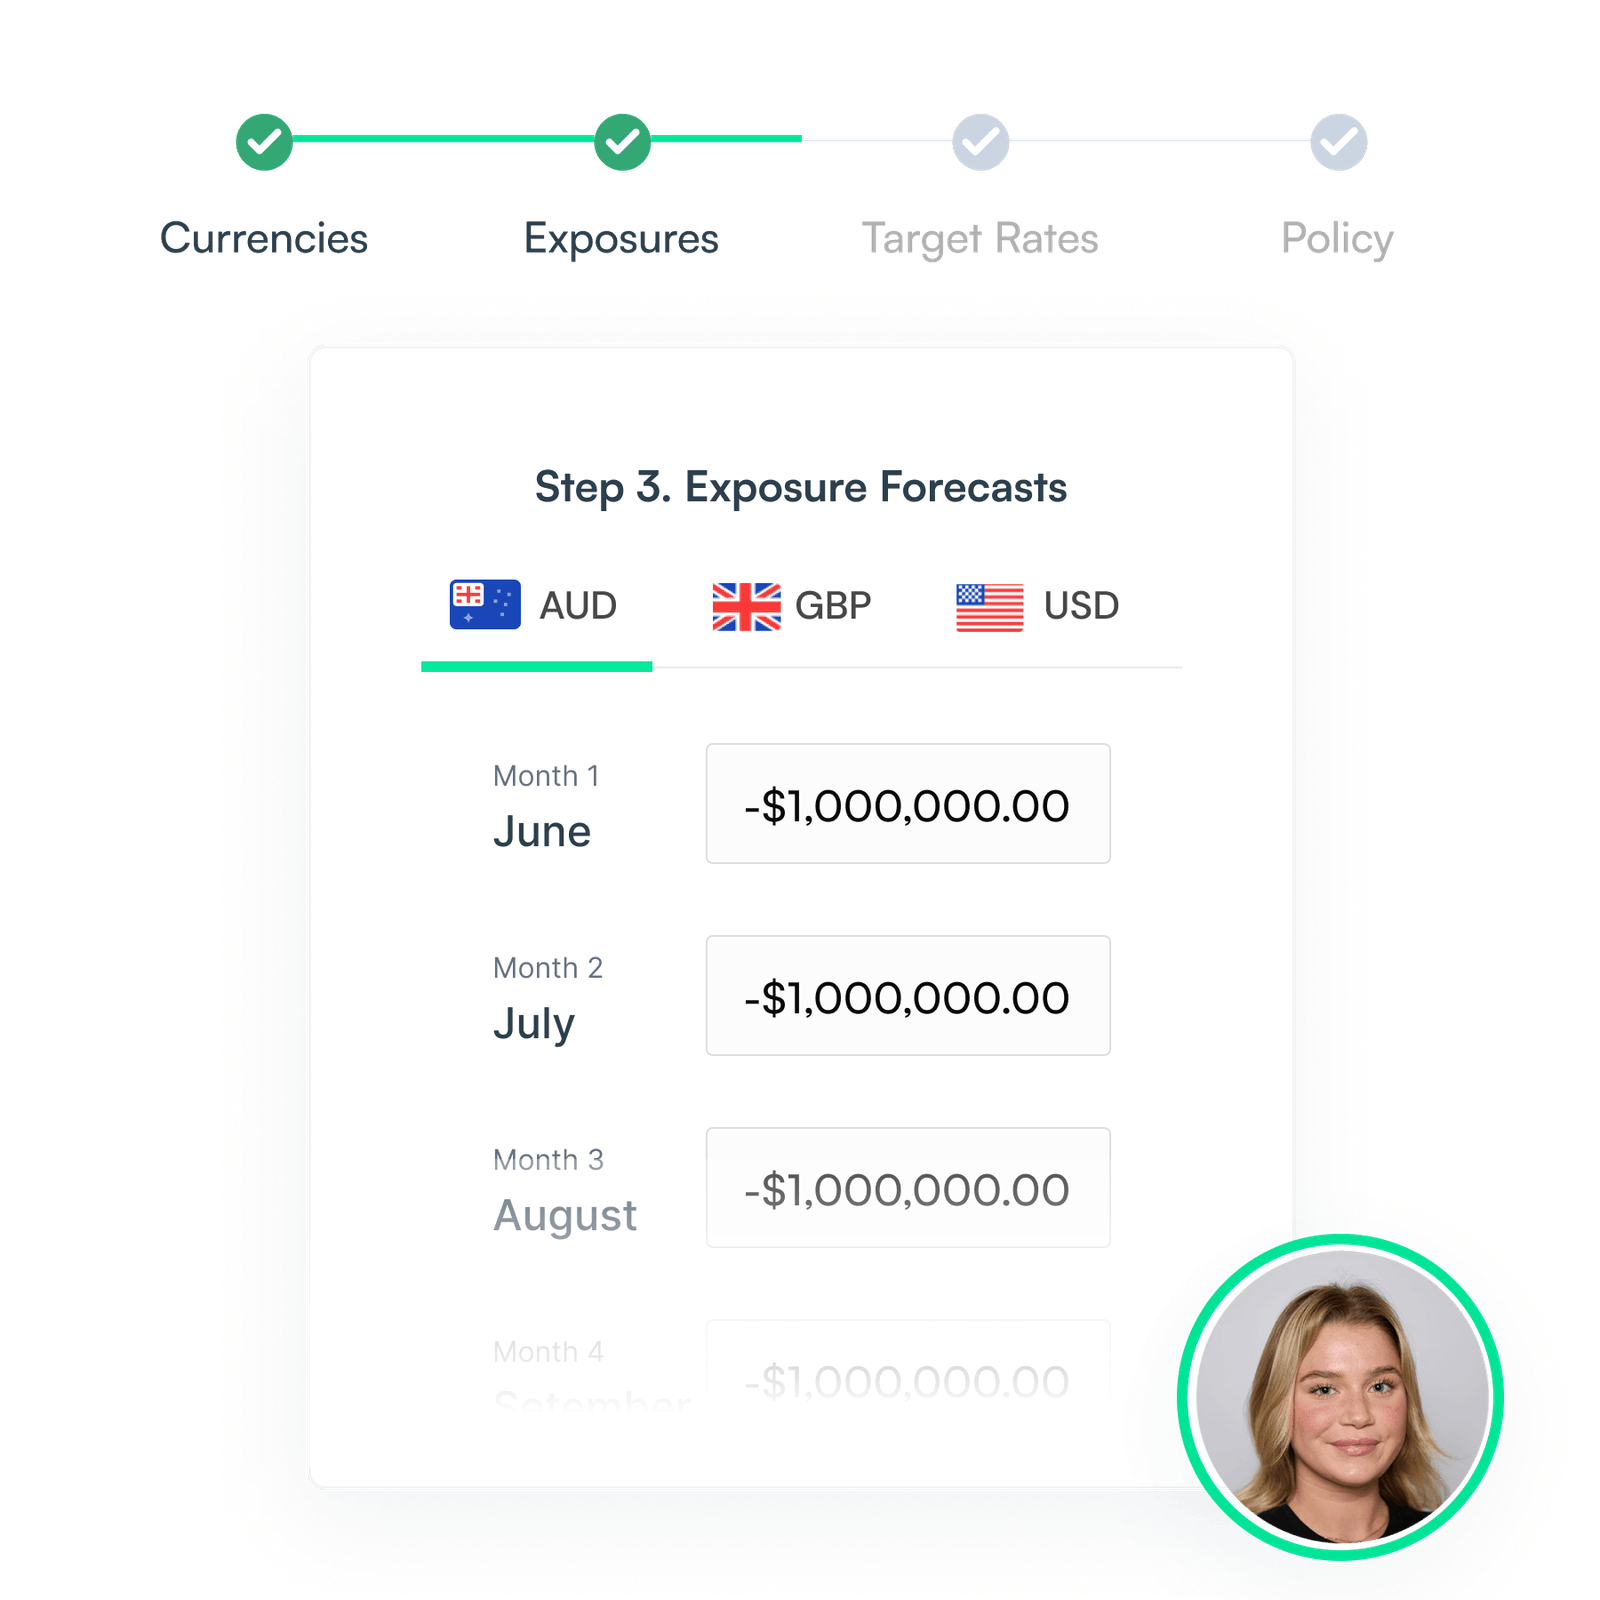 Currencies Exposures Target Rates Policy
Step 3. Exposure Forecasts
AUD GBP USD
Month 1
June
-$1,000,000.00
Month 2
July
-$1,000,000.00
Month 3
August
-$1,000,000.00
Month 4
Setember
-$1,000,000.00